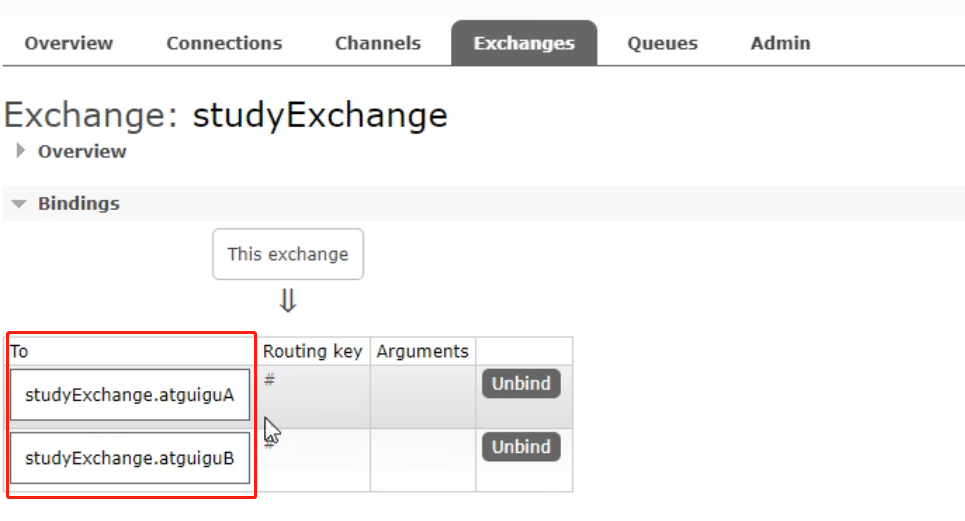 Overview Connections Channels Exchanges Queues Admin
Exchange: studyExchange
Overview
Bindings
This exchange
⇓
To Routing key Arguments
studyExchange.atguiguA # Unbind
studyExchange.atguiguB # Unbind